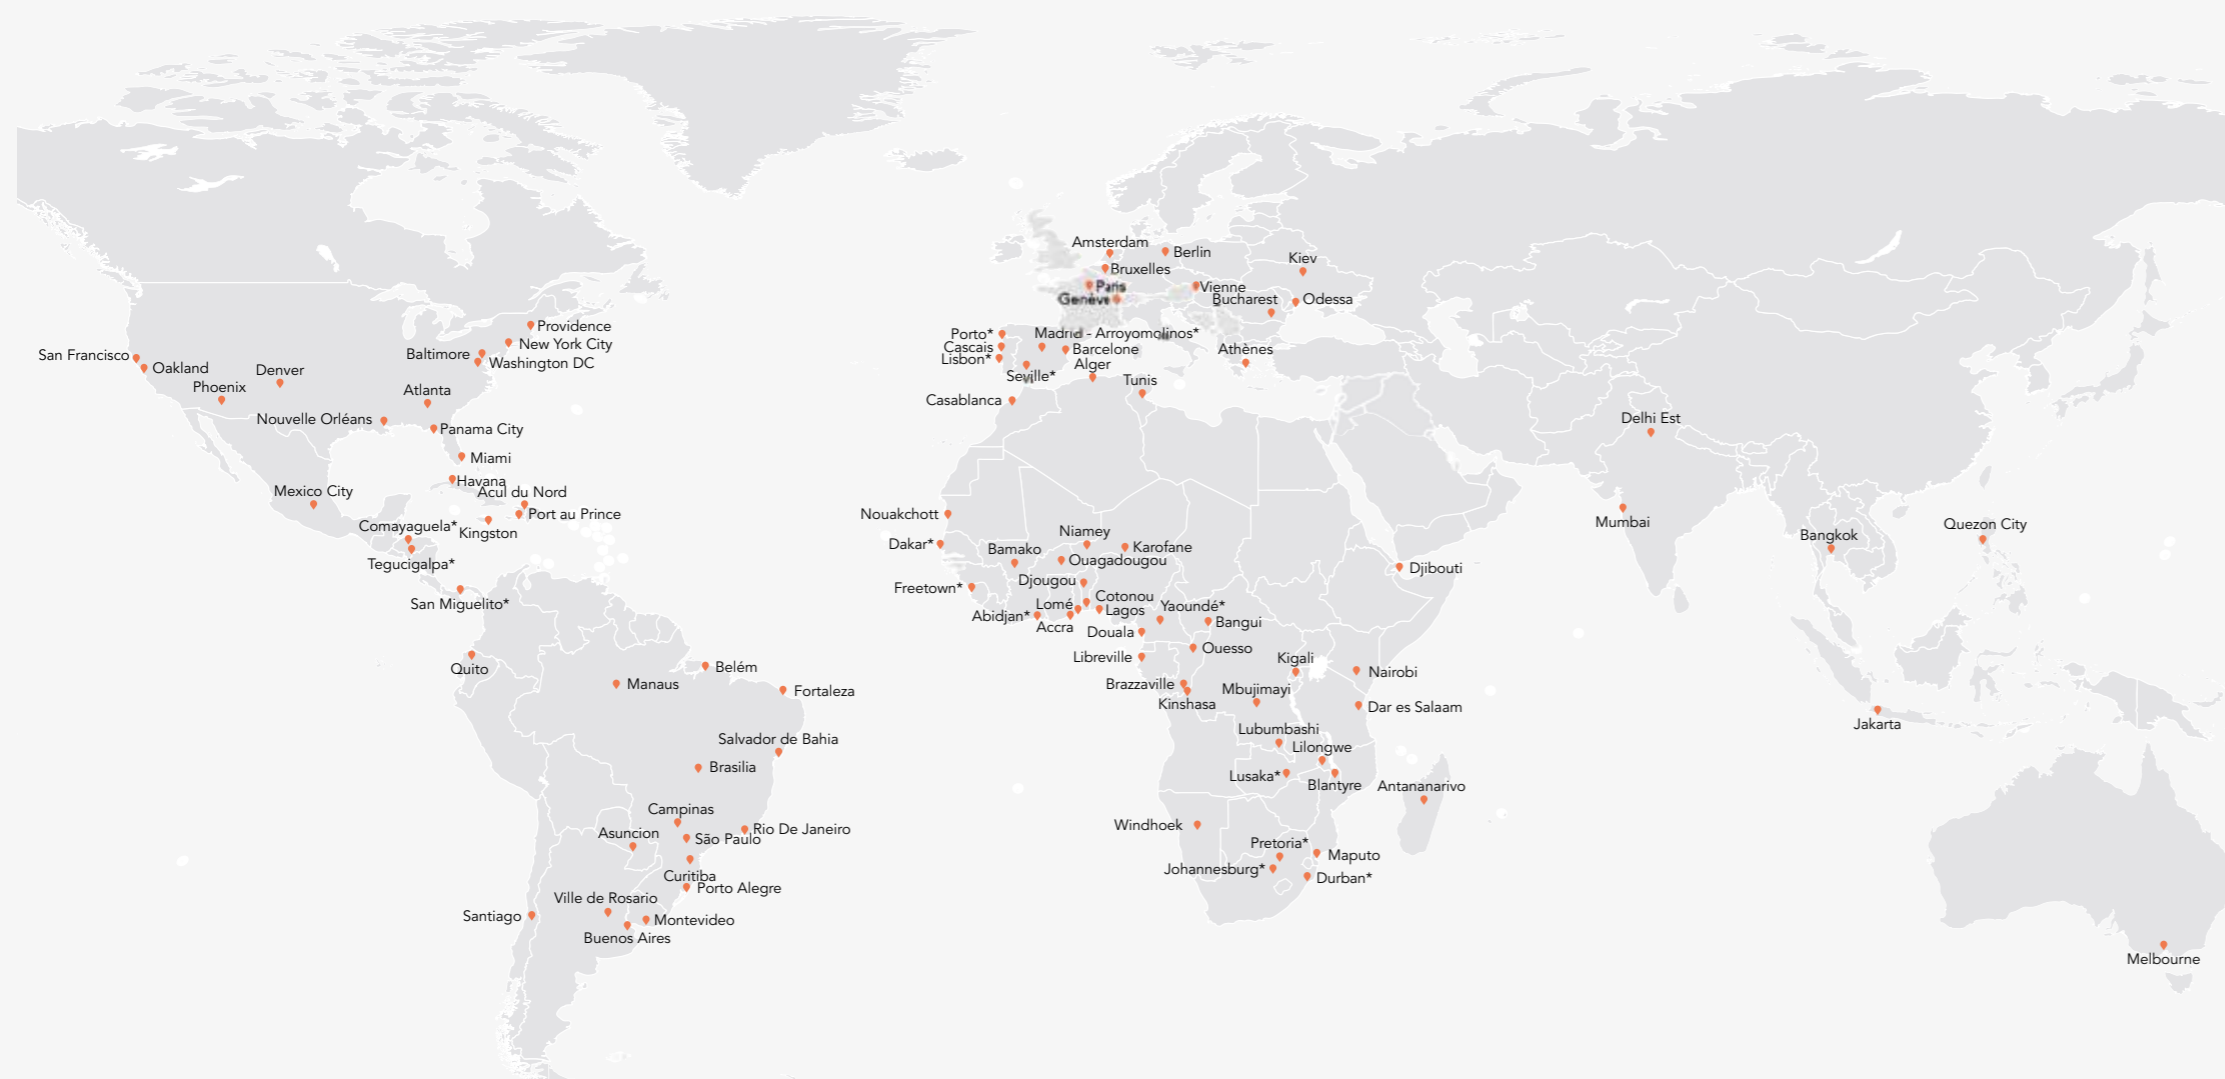 Amsterdam
Berlin
Kiev
Bruxelles
Paris
Vienne
Genève
Bucharest
Odessa
Providence
Porto*
Madrid - Arroyomolinos*
New York City
Cascais
Barcelone
Athènes
San Francisco
Baltimore
Lisbon*
Washington DC
Alger
Oakland
Denver
Seville*
Tunis
Phoenix
Atlanta
Casablanca
Nouvelle Orléans
Delhi Est
Panama City
Miami
Havana
Mexico City
Acul du Nord
Port au Prince
Nouakchott
Comayaguela*
Kingston
Mumbai
Quezon City
Niamey
Bangkok
Dakar*
Bamako
Karofane
Tegucigalpa*
Ouagadougou
Djibouti
Djougou
Freetown*
Cotonou
San Miguelito*
Lomé
Lagos
Yaoundé*
Abidjan*
Accra
Bangui
Douala
Ouesso
Libreville
Kigali
Quito
Belém
Nairobi
Manaus
Brazzaville
Mbujimayi
Fortaleza
Kinshasa
Dar es Salaam
Jakarta
Lubumbashi
Salvador de Bahia
Lilongwe
Brasilia
Lusaka*
Blantyre
Antananarivo
Campinas
Windhoek
Asuncion
Rio De Janeiro
São Paulo
Pretoria*
Maputo
Johannesburg*
Curitiba
Durban*
Porto Alegre
Ville de Rosario
Santiago
Montevideo
Buenos Aires
Melbourne